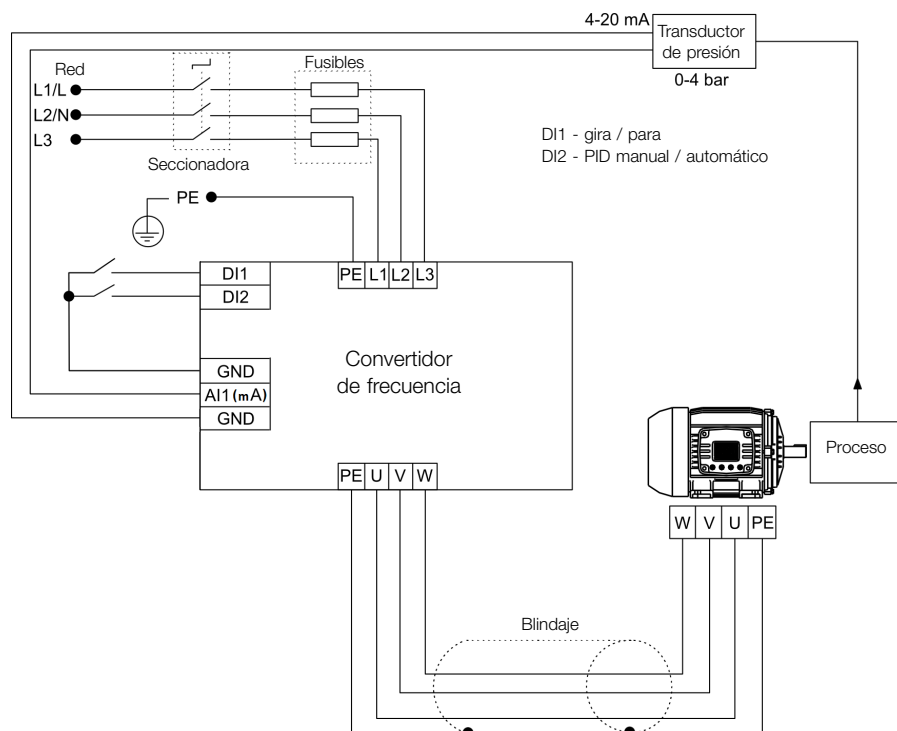 4-20 mA
Transductor
de presión
0-4 bar
Red
Fusibles
L1/L
L2/N
L3
Seccionadora
DI1 - gira / para
DI2 - PID manual / automático
PE
PE L1 L2 L3
DI1
DI2
Convertidor
de frecuencia
GND
AI1 (mA)
GND
PE U V W
Proceso
W V U PE
Blindaje